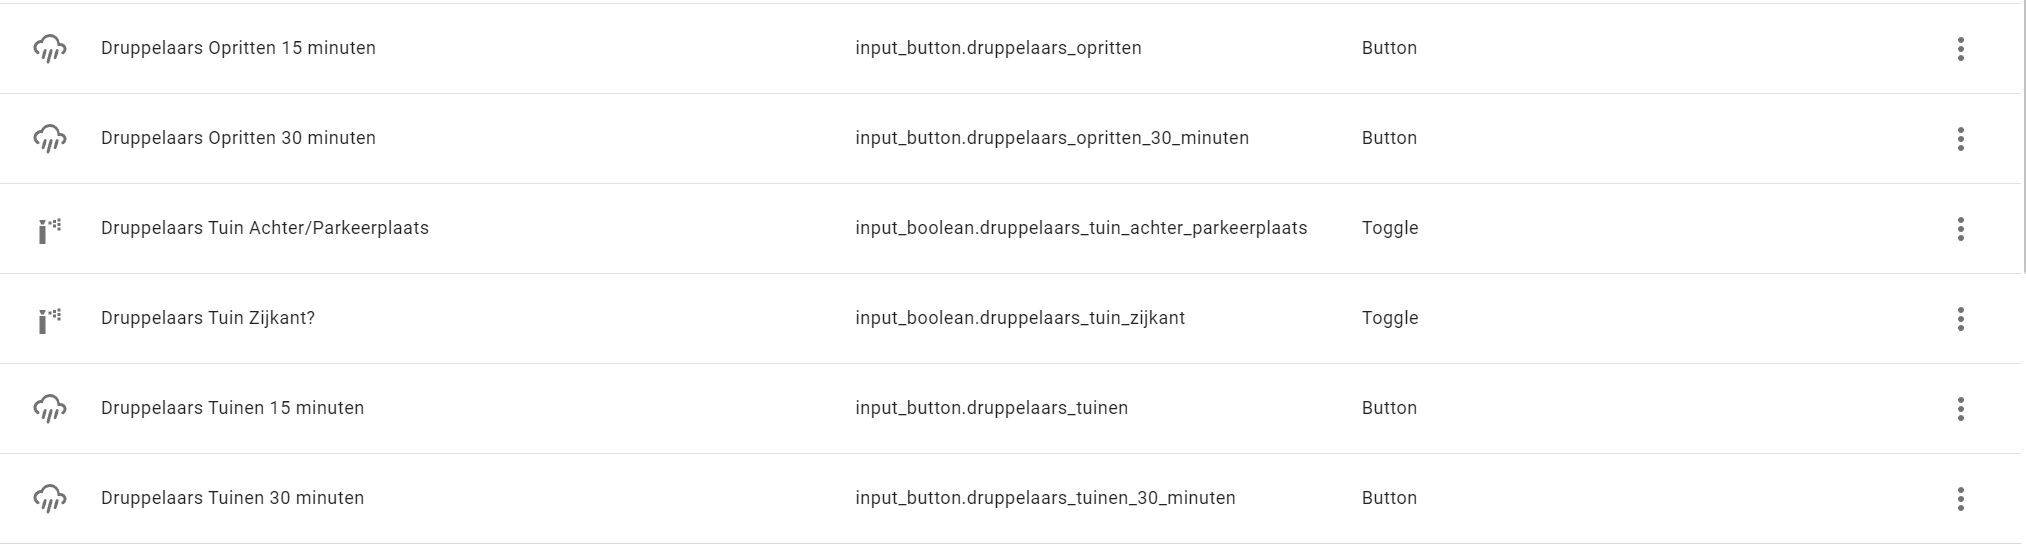 Druppelaars Opritten 15 minuten input_button.druppelaars_opritten Button
Druppelaars Opritten 30 minuten input_button.druppelaars_opritten_30_minuten Button
Druppelaars Tuin Achter/Parkeerplaats input_boolean.druppelaars_tuin_achter_parkeerplaats Toggle
Druppelaars Tuin Zijkant? input_boolean.druppelaars_tuin_zijkant Toggle
Druppelaars Tuinen 15 minuten input_button.druppelaars_tuinen Button
Druppelaars Tuinen 30 minuten input_button.druppelaars_tuinen_30_minuten Button